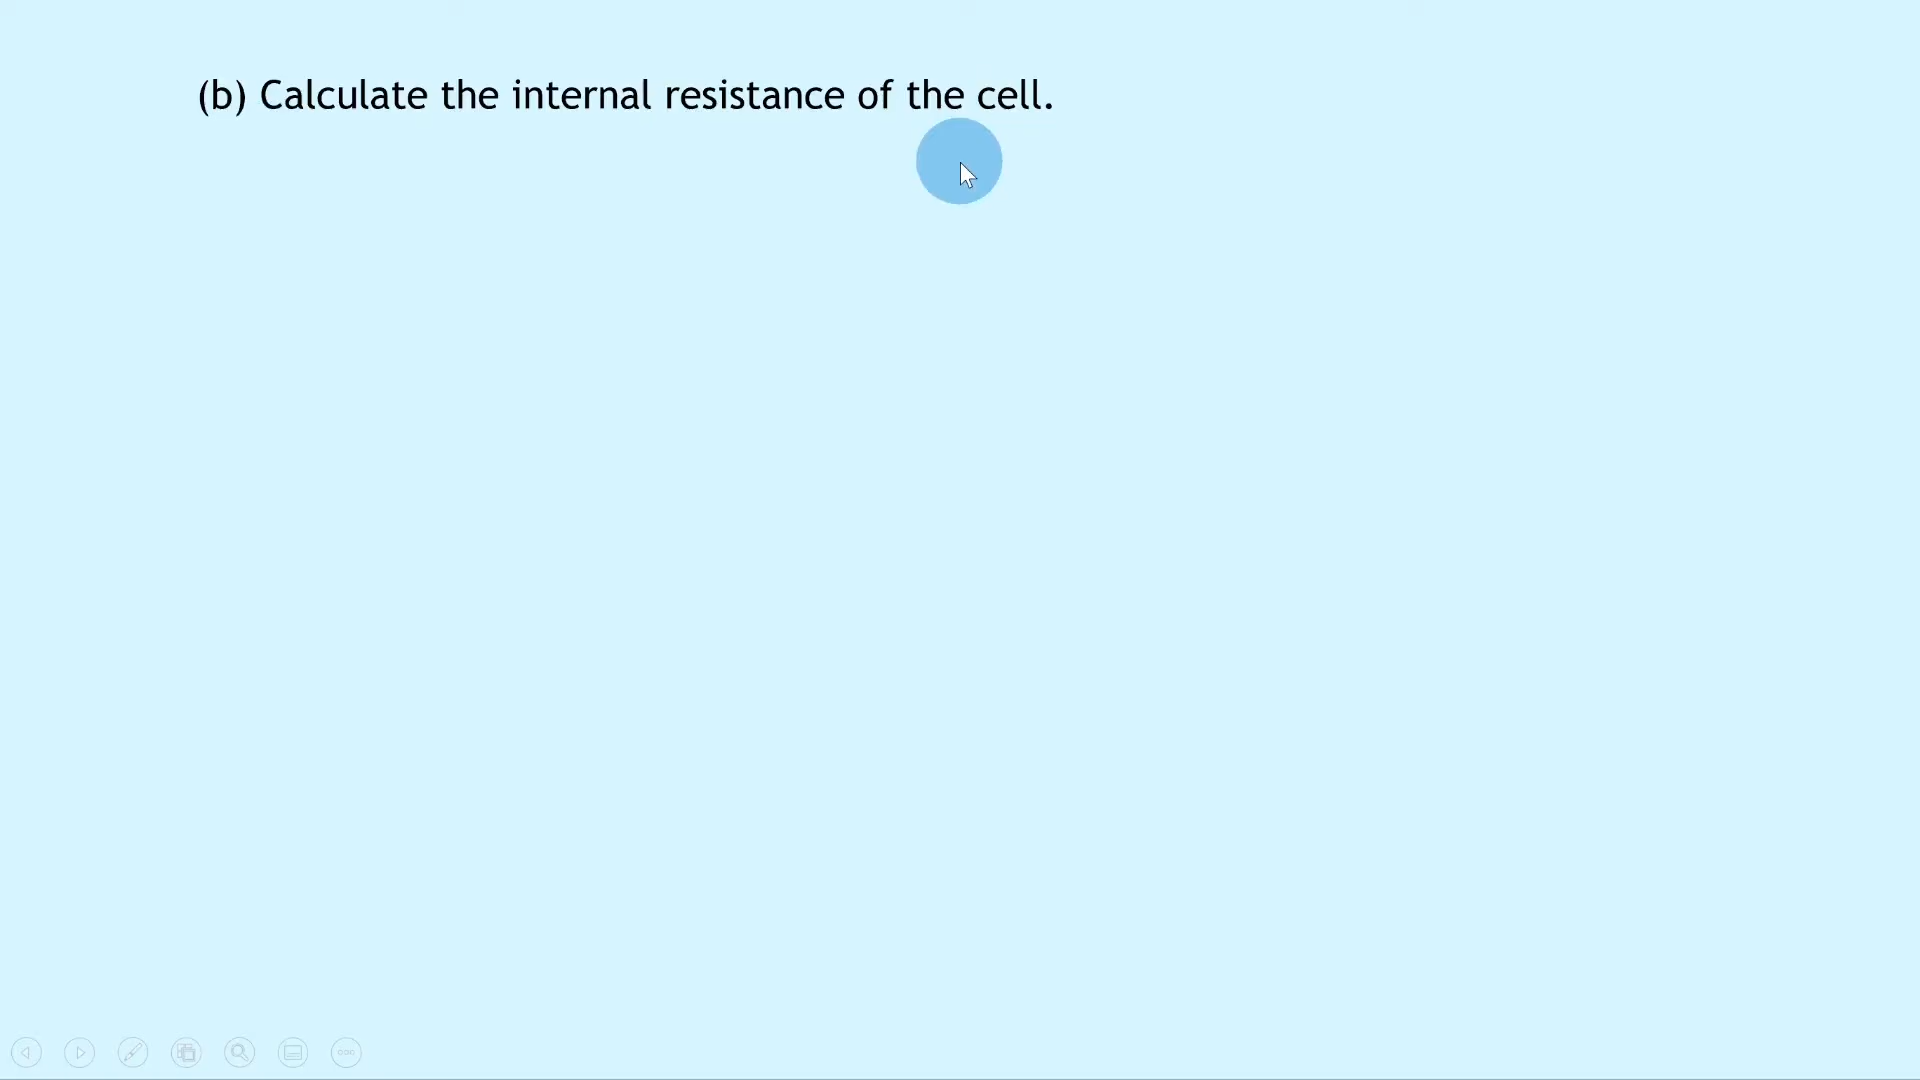 (b) Calculate the internal resistance of the cell.